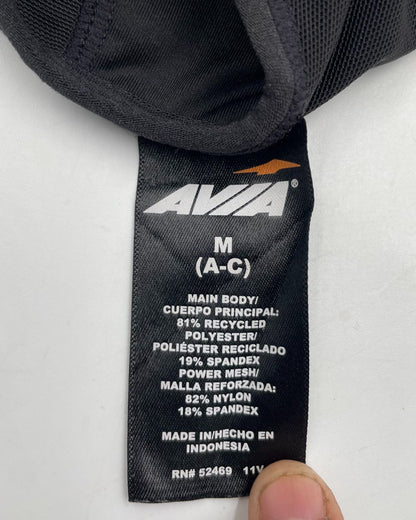 AVIA®
M
(A-C)
MAIN BODY/
CUERPO PRINCIPAL:
81% RECYCLED
POLYESTER/
POLIÉSTER RECICLADO
19% SPANDEX
POWER MESH/
MALLA REFORZADA:
82% NYLON
18% SPANDEX
MADE IN/HECHO EN
INDONESIA
RN# 52469 11V